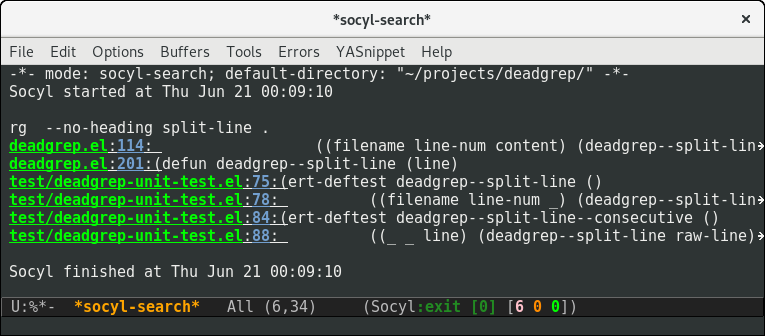 *socyl-search*
File Edit Options Buffers Tools Errors YASnippet Help
-*- mode: socyl-search; default-directory: "~/projects/deadgrep/" -*-
Socyl started at Thu Jun 21 00:09:10
rg  --no-heading split-line .
deadgrep.el:114:                  ((filename line-num content) (deadgrep--split-lin
deadgrep.el:201:(defun deadgrep--split-line (line)
test/deadgrep-unit-test.el:75:(ert-deftest deadgrep--split-line ()
test/deadgrep-unit-test.el:78:         ((filename line-num _) (deadgrep--split-lin
test/deadgrep-unit-test.el:84:(ert-deftest deadgrep--split-line--consecutive ()
test/deadgrep-unit-test.el:88:         ((_ _ line) (deadgrep--split-line raw-line)
Socyl finished at Thu Jun 21 00:09:10
U:%*-  *socyl-search*   All (6,34)     (Socyl:exit [0] [6 0 0])